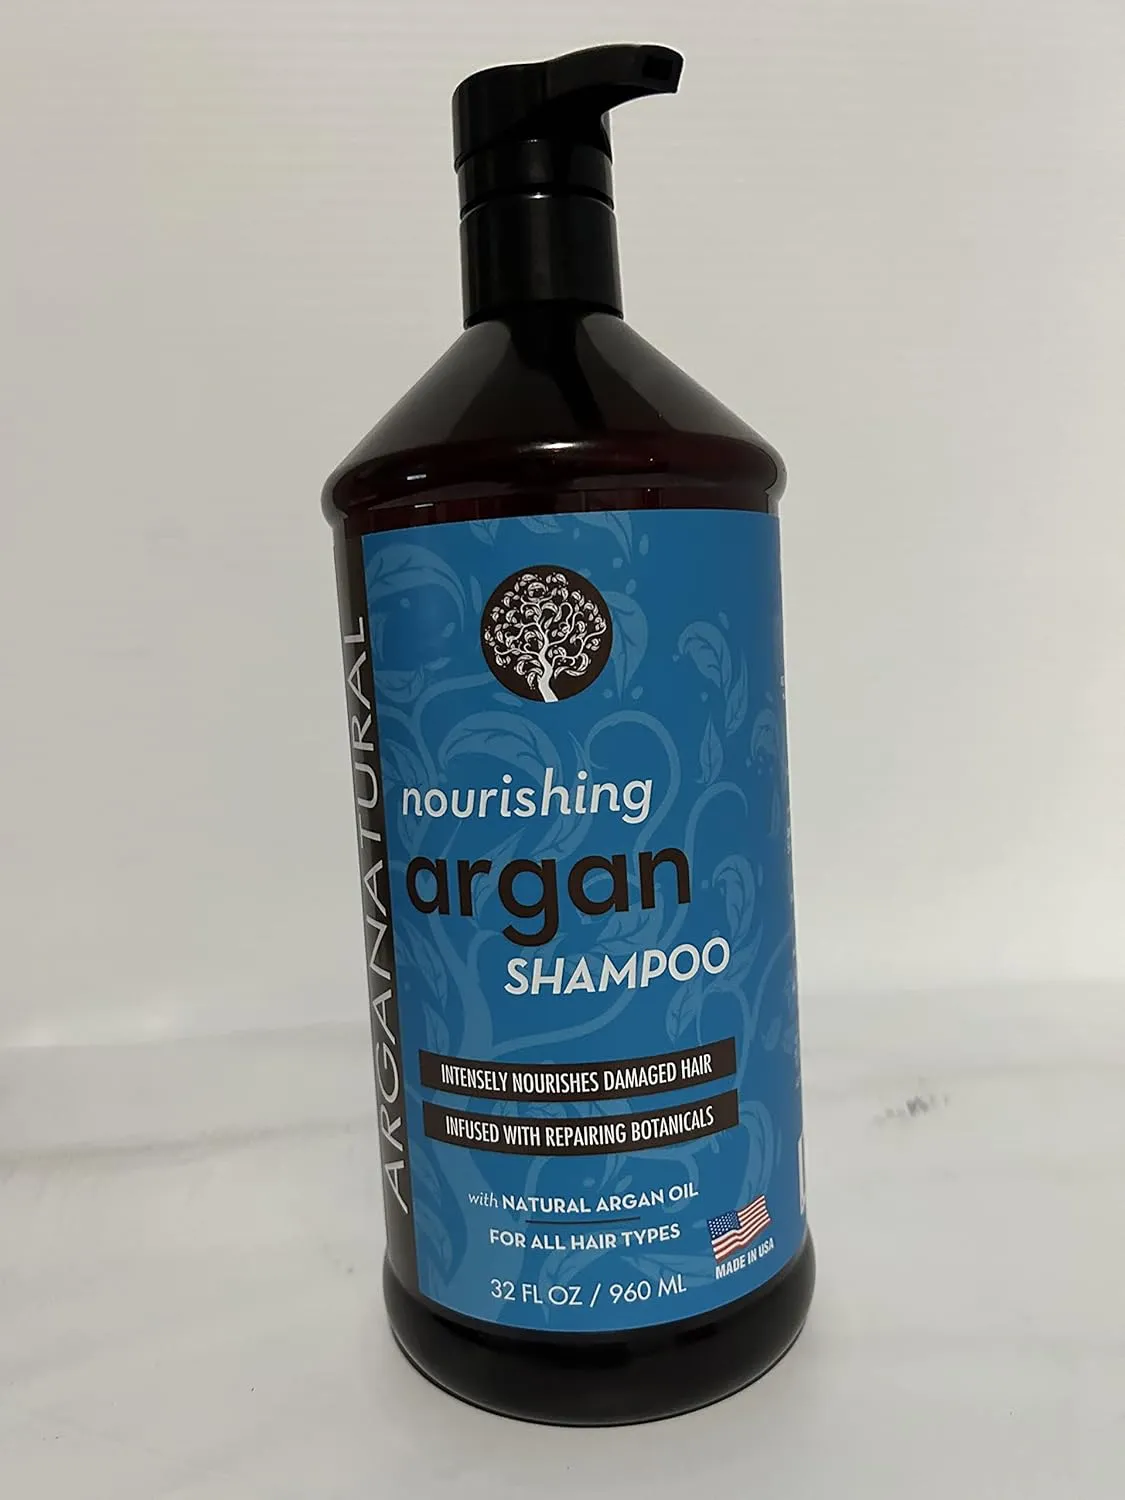 ARGANATURAL
nourishing
argan
SHAMPOO
INTENSELY NOURISHES DAMAGED HAIR
INFUSED WITH REPAIRING BOTANICALS
with NATURAL ARGAN OIL
FOR ALL HAIR TYPES
MADE IN USA
32 FL OZ / 960 ML